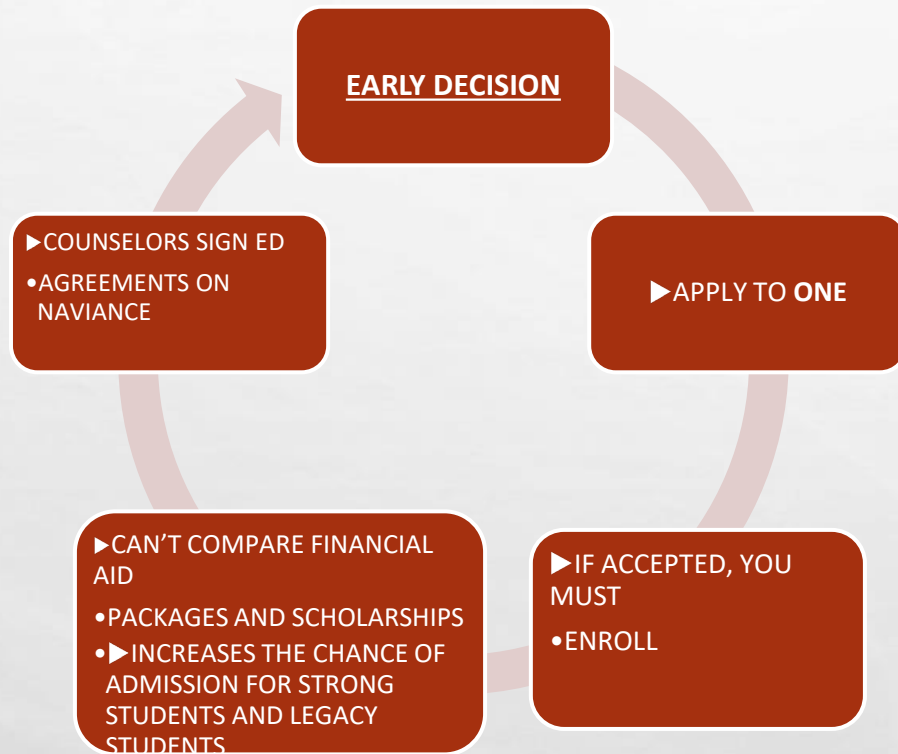 EARLY DECISION
▶APPLY TO ONE
▶IF ACCEPTED, YOU
MUST
•ENROLL
▶CAN'T COMPARE FINANCIAL
AID
•PACKAGES AND SCHOLARSHIPS
•▶INCREASES THE CHANCE OF
ADMISSION FOR STRONG
STUDENTS AND LEGACY
STUDENTS
▶COUNSELORS SIGN ED
•AGREEMENTS ON
NAVIANCE